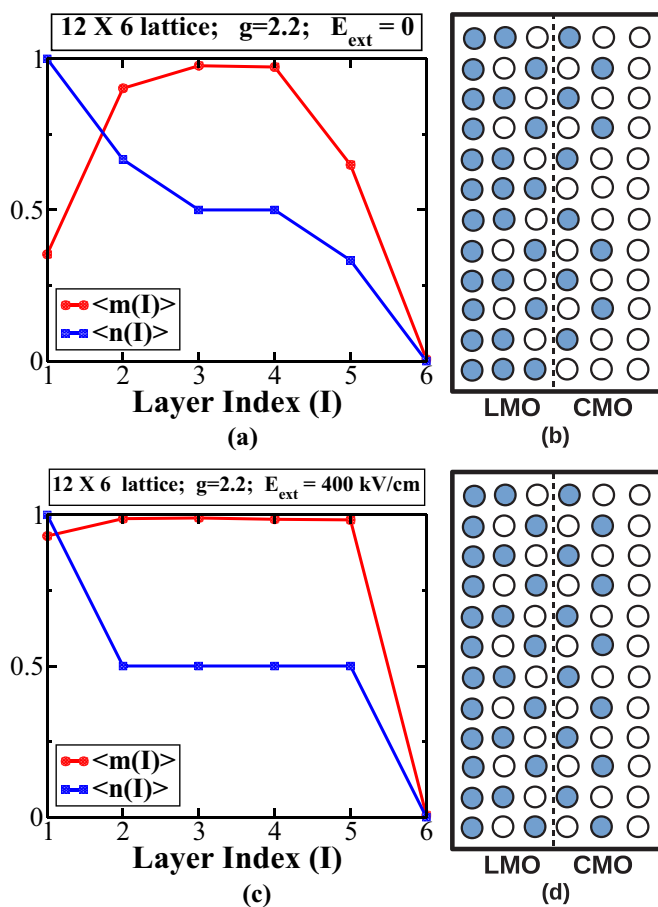 12 X 6 lattice; g=2.2; E_ext = 0
1
0.5
0
<m(I)>
<n(I)>
1 2 3 4 5 6
Layer Index (I)
(a)
LMO CMO
(b)
12 X 6 lattice; g=2.2; E_ext = 400 kV/cm
1
0.5
0
<m(I)>
<n(I)>
1 2 3 4 5 6
Layer Index (I)
(c)
LMO CMO
(d)